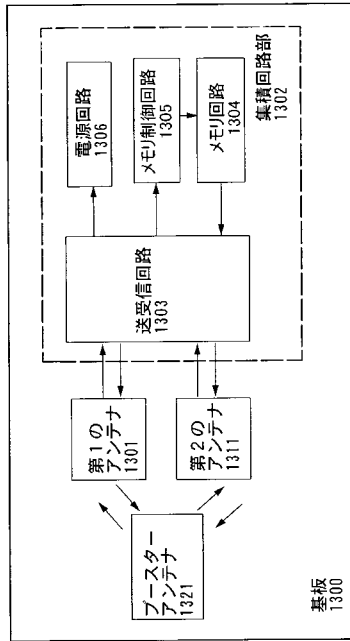 電源回路
1306
メモリ制御回路
1305
メモリ回路
1304
集積回路部
1302
送受信回路
1303
第1の
アンテナ
1301
第2の
アンテナ
1311
ブースター
アンテナ
1321
基板
1300